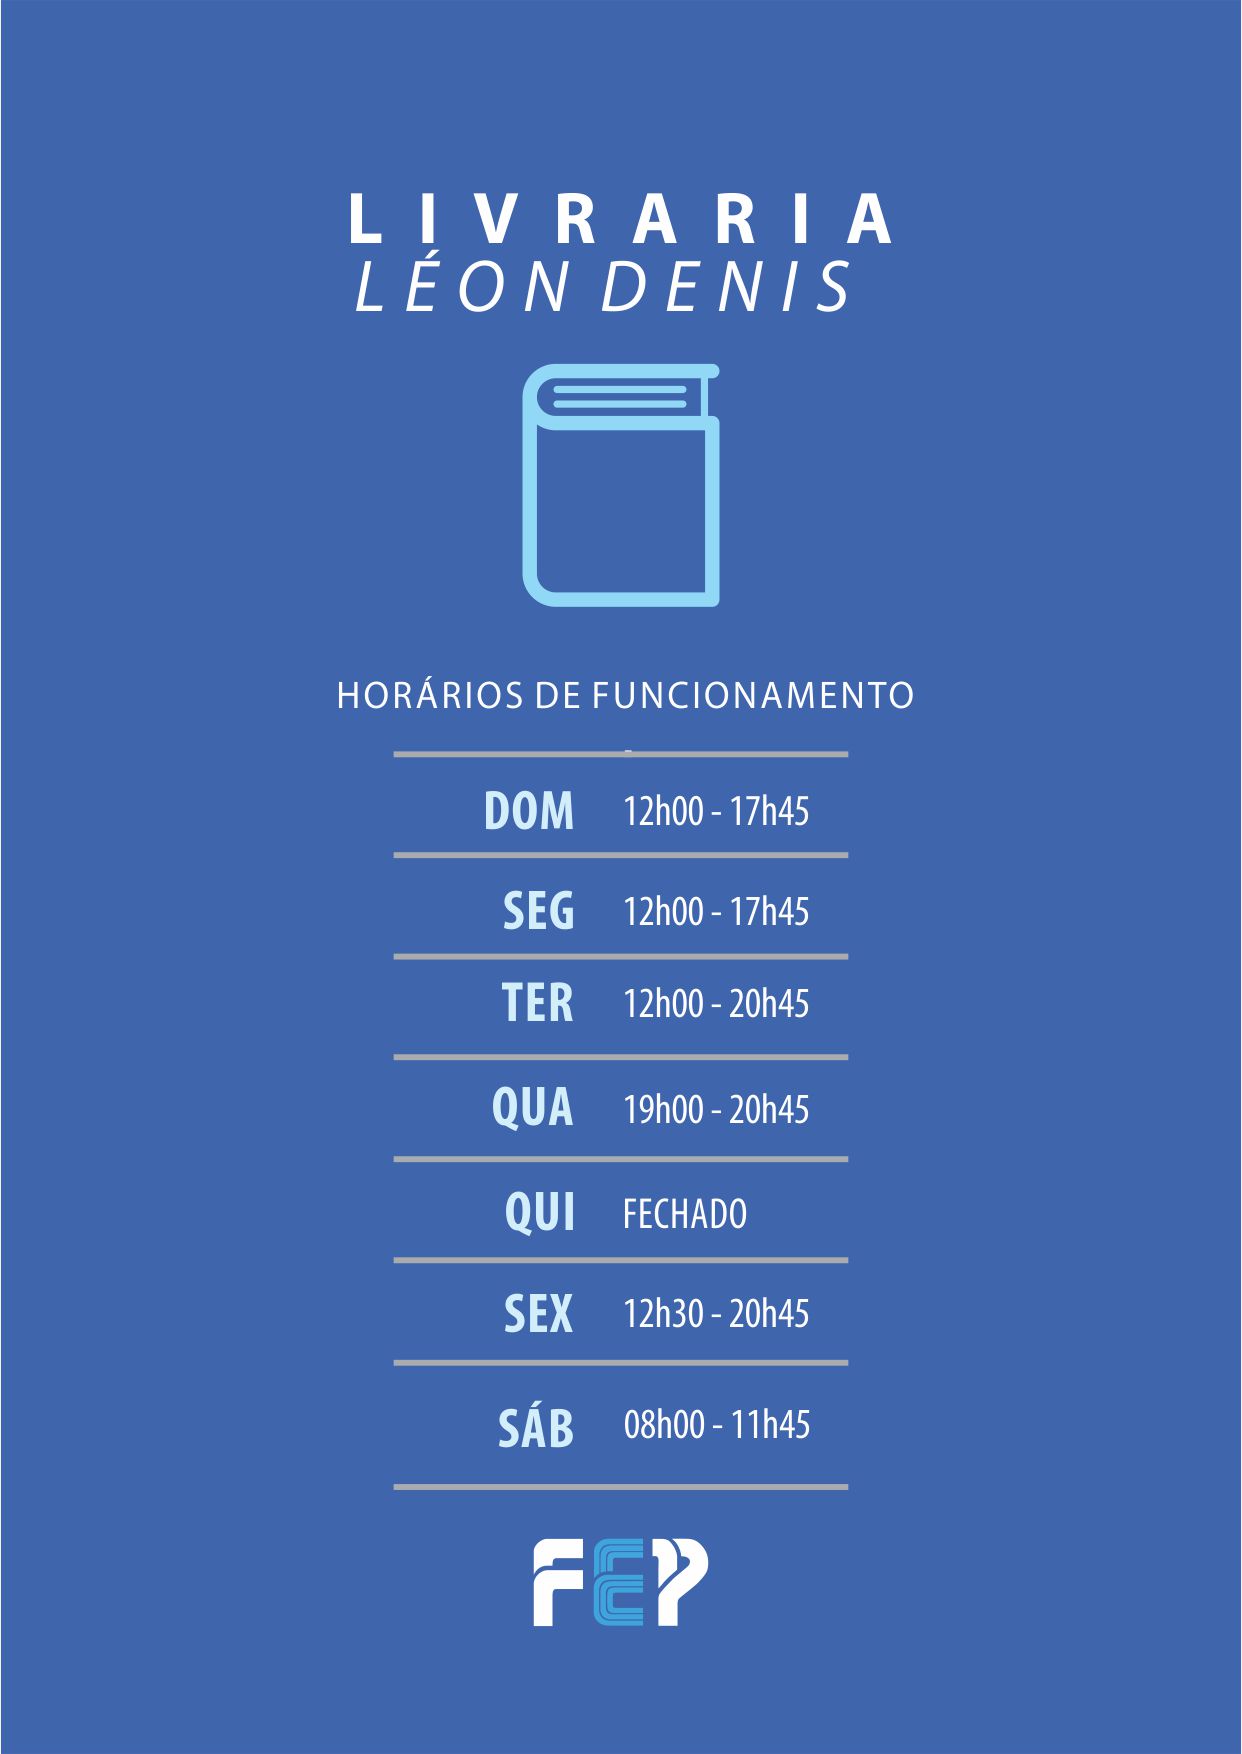 LIVRARIA
LÉON DENIS
HORÁRIOS DE FUNCIONAMENTO
DOM 12h00 - 17h45
SEG 12h00 - 17h45
TER 12h00 - 20h45
QUA 19h00 - 20h45
QUI FECHADO
SEX 12h30 - 20h45
SÁB 08h00 - 11h45
FEP